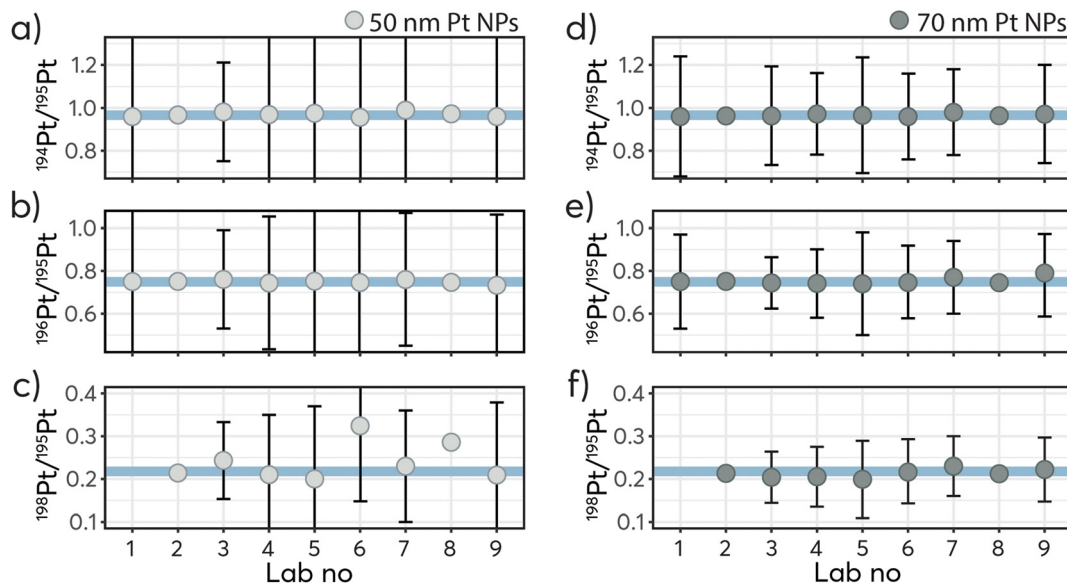 50 nm Pt NPs
70 nm Pt NPs
a)
¹⁹⁴Pt/¹⁹⁵Pt
1.2
1.0
0.8
d)
¹⁹⁴Pt/¹⁹⁵Pt
1.2
1.0
0.8
b)
¹⁹⁶Pt/¹⁹⁵Pt
1.0
0.8
0.6
e)
¹⁹⁶Pt/¹⁹⁵Pt
1.0
0.8
0.6
c)
¹⁹⁸Pt/¹⁹⁵Pt
0.4
0.3
0.2
0.1
1 2 3 4 5 6 7 8 9
Lab no
f)
¹⁹⁸Pt/¹⁹⁵Pt
0.4
0.3
0.2
0.1
1 2 3 4 5 6 7 8 9
Lab no